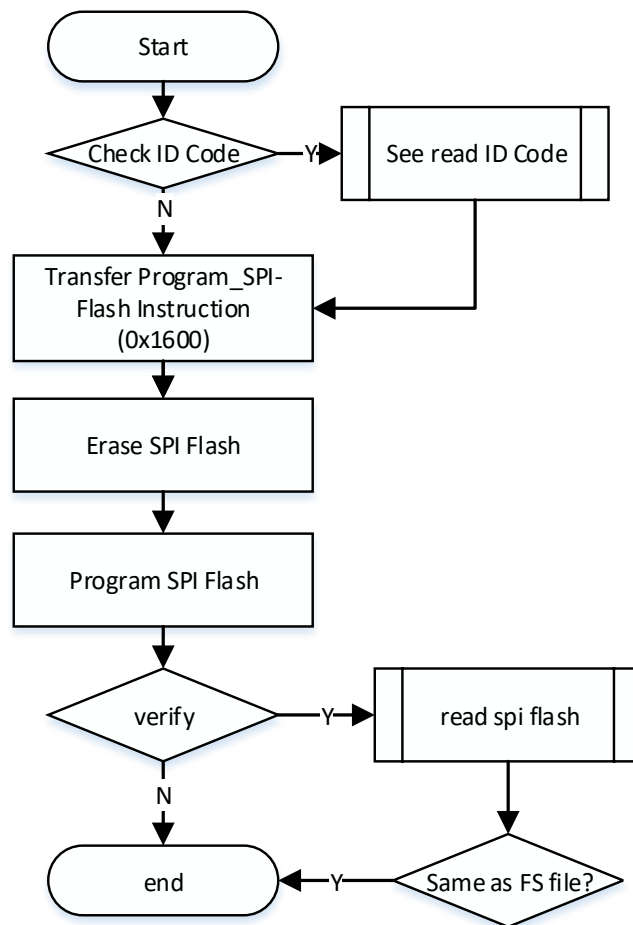 Start
Check ID Code
Y
See read ID Code
N
Transfer Program_SPI-
Flash Instruction
(0x1600)
Erase SPI Flash
Program SPI Flash
verify
Y
read spi flash
N
end
Y
Same as FS file?